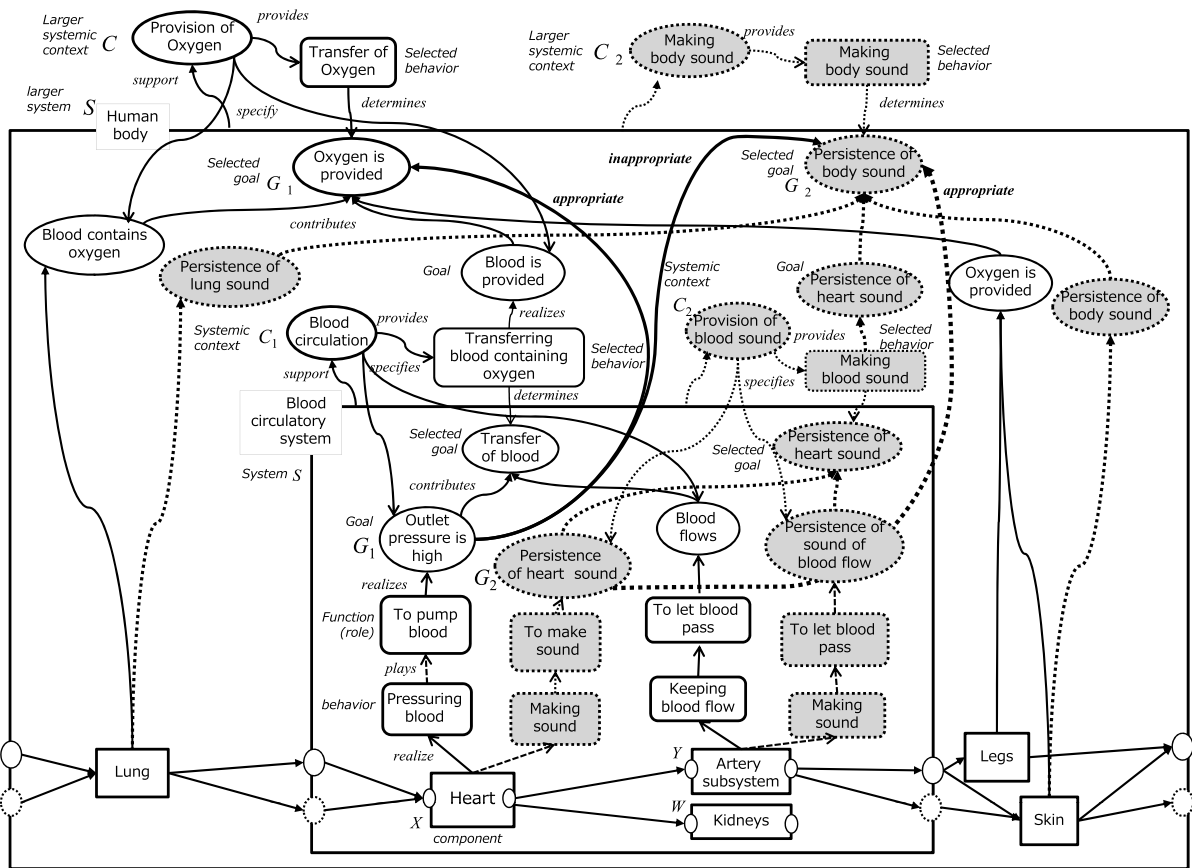 Larger
systemic
context
C
Provision of
Oxygen
provides
Transfer of
Oxygen
Selected
behavior
support
specify
determines
larger
system
S
Human
body
Larger
systemic
context
C 2
Making
body sound
provides
Making
body sound
Selected
behavior
determines
Selected
goal
G 1
Oxygen is
provided
inappropriate
appropriate
Selected
goal
G 2
Persistence of
body sound
appropriate
Blood contains
oxygen
contributes
Persistence of
lung sound
Goal
Blood is
provided
realizes
Systemic
context
C2
Provision of
blood sound
provides
specifies
Goal
Persistence of
heart sound
Selected
behavior
Making
blood sound
Oxygen is
provided
Persistence of
body sound
Systemic
context
C1
Blood
circulation
provides
specifies
support
Transferring
blood containing
oxygen
Selected
behavior
determines
Blood
circulatory
system
System S
Selected
goal
Transfer
of blood
contributes
Selected
goal
Persistence of
heart sound
Goal
G1
Outlet
pressure is
high
G2
Persistence
of heart sound
Blood
flows
Persistence of
sound of
blood flow
realizes
Function
(role)
To pump
blood
To make
sound
To let blood
pass
To let blood
pass
plays
behavior
Pressuring
blood
Making
sound
Keeping
blood flow
Making
sound
realize
Lung
X
Heart
component
Y
Artery
subsystem
W
Kidneys
Legs
Skin